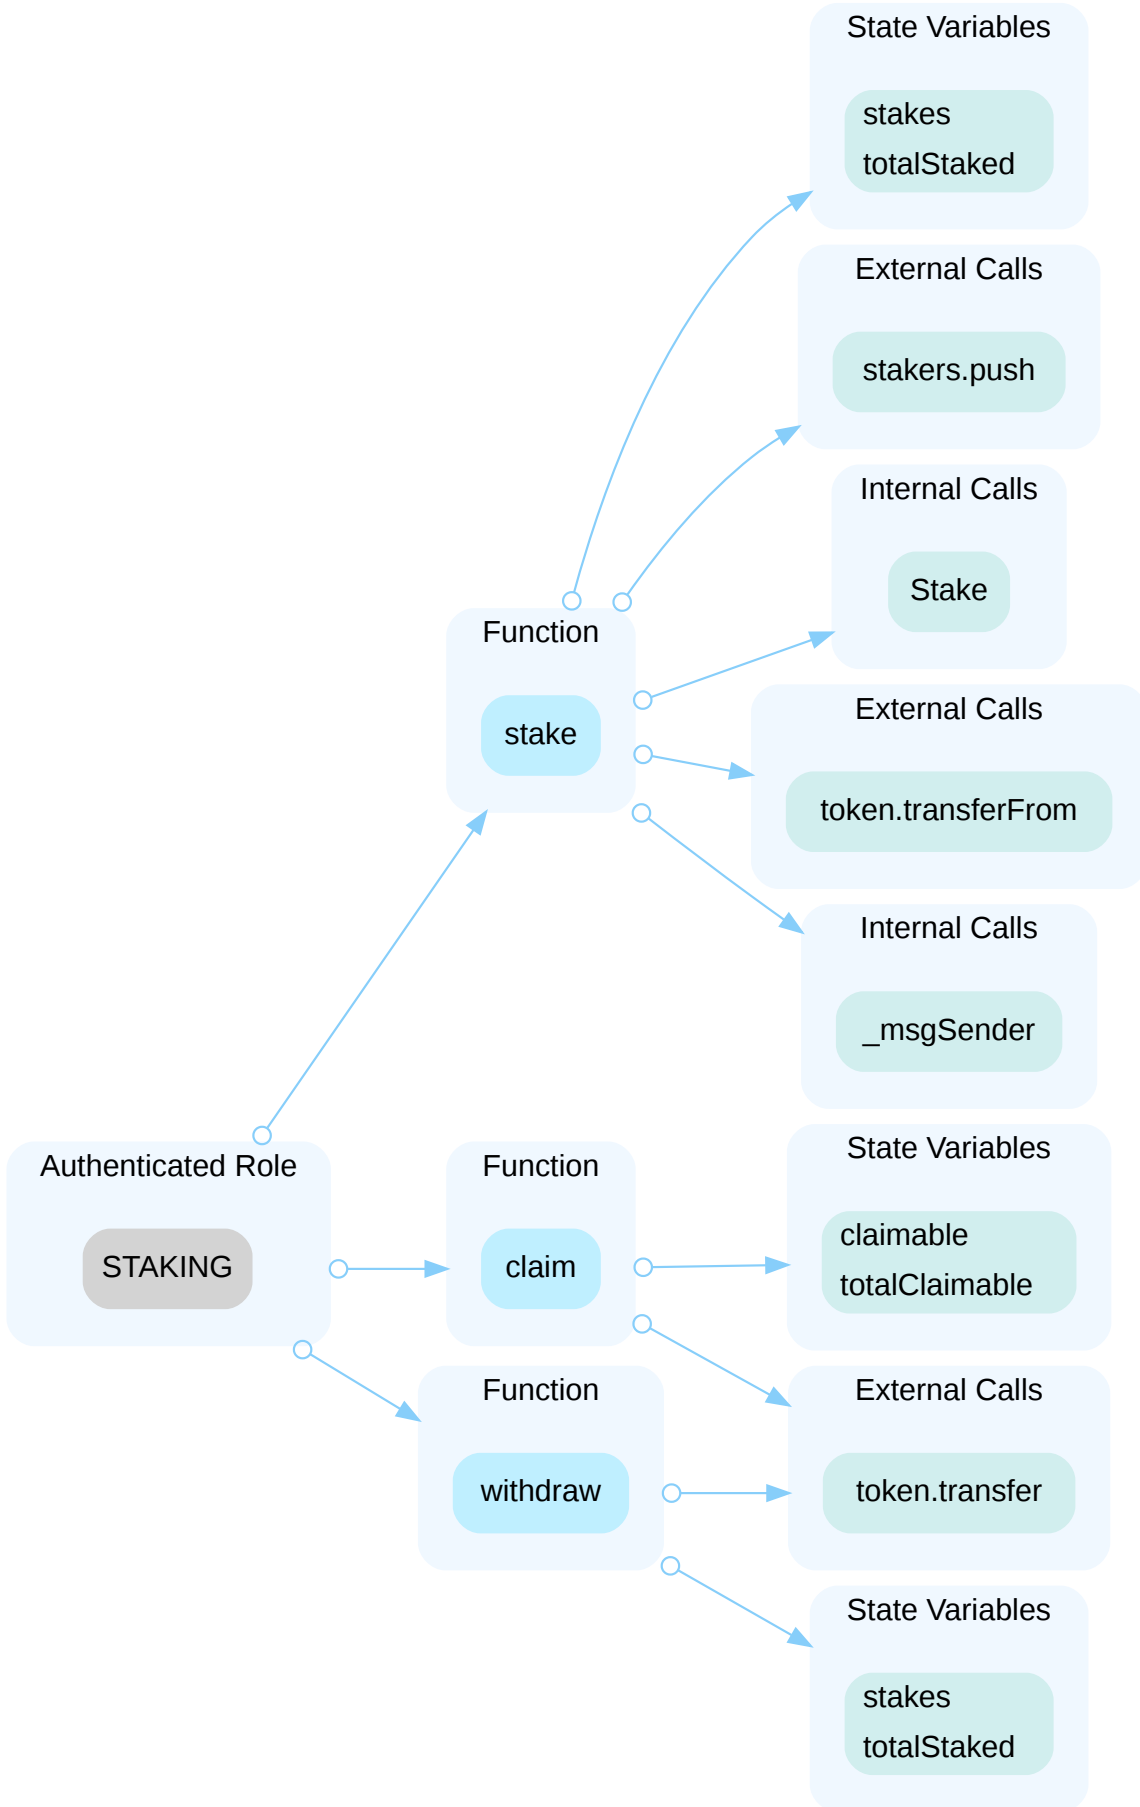 State Variables
stakes
totalStaked
External Calls
stakers.push
Internal Calls
Stake
Function
stake
External Calls
token.transferFrom
Internal Calls
_msgSender
Authenticated Role
STAKING
Function
claim
State Variables
claimable
totalClaimable
Function
withdraw
External Calls
token.transfer
State Variables
stakes
totalStaked